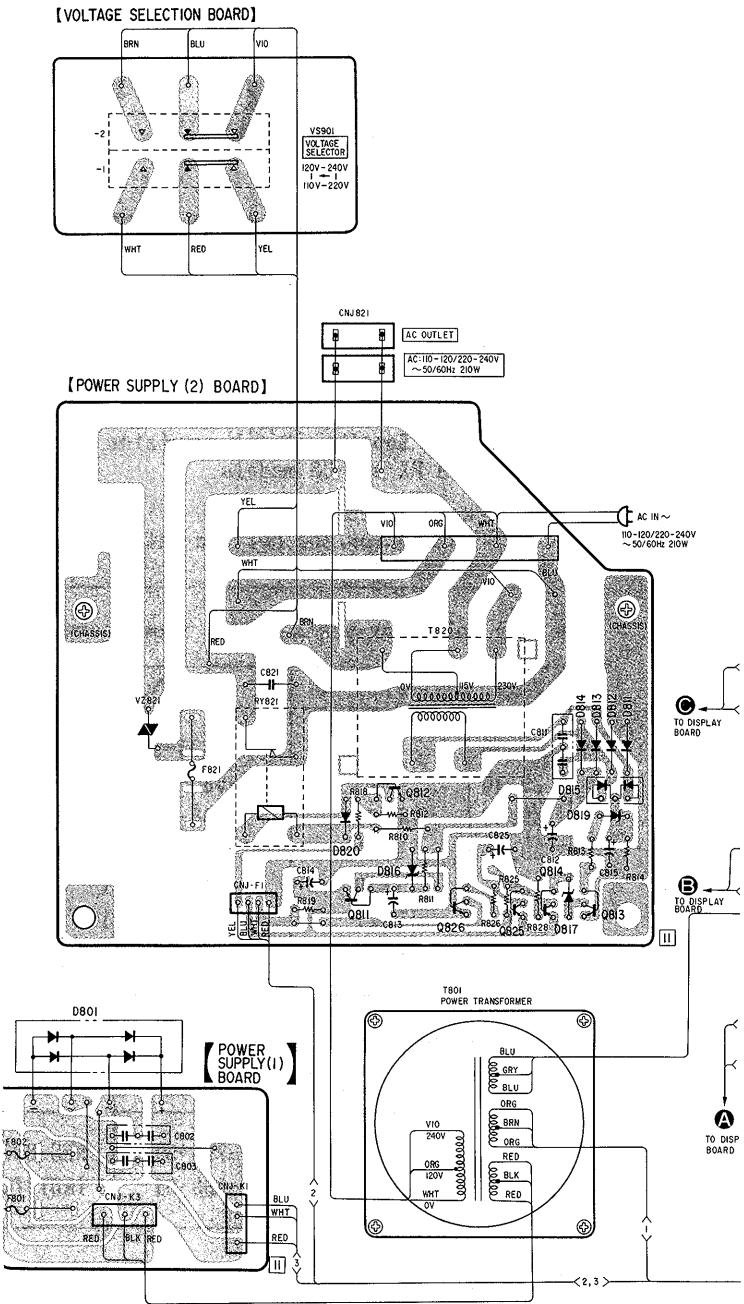 【VOLTAGE SELECTION BOARD】
BRN
BLU
VIO
-2
-1
VS901
VOLTAGE
SELECTOR
120V-240V
110V-220V
WHT
RED
YEL
CNJ821
AC OUTLET
AC:110-120/220-240V
～50/60Hz 210W
【POWER SUPPLY (2) BOARD】
YEL
VIO
ORG
WHT
AC IN～
110-120/220-240V
～50/60Hz 210W
WHT
VIO
BLU
(CHASSIS)
RED
BRN
T820
(CHASSIS)
C821
0V
115V
230V
VZ821
RY821
C811
D814
D813
D812
D811
C
TO DISPLAY
BOARD
F821
R818
Q812
D815
R812
D819
R810
D820
C825
C812
R813
C815
R814
D816
C814
CNJ-F1
R819
Q811
C813
R811
Q826
R826
R825
Q825
Q814
R828
D817
Q813
B
TO DISPLAY
BOARD
YEL
BLU
WHT
RED
11
D801
【POWER
SUPPLY(1)
BOARD】
T801
POWER TRANSFORMER
BLU
GRY
BLU
ORG
BRN
ORG
RED
BLK
RED
VIO
240V
ORG
120V
WHT
0V
A
TO DISP
BOARD
F802
C802
C803
F801
CNJ-K3
CNJ-K1
BLU
WHT
RED
RED
BLK
RED
11
2
3
1
2,3